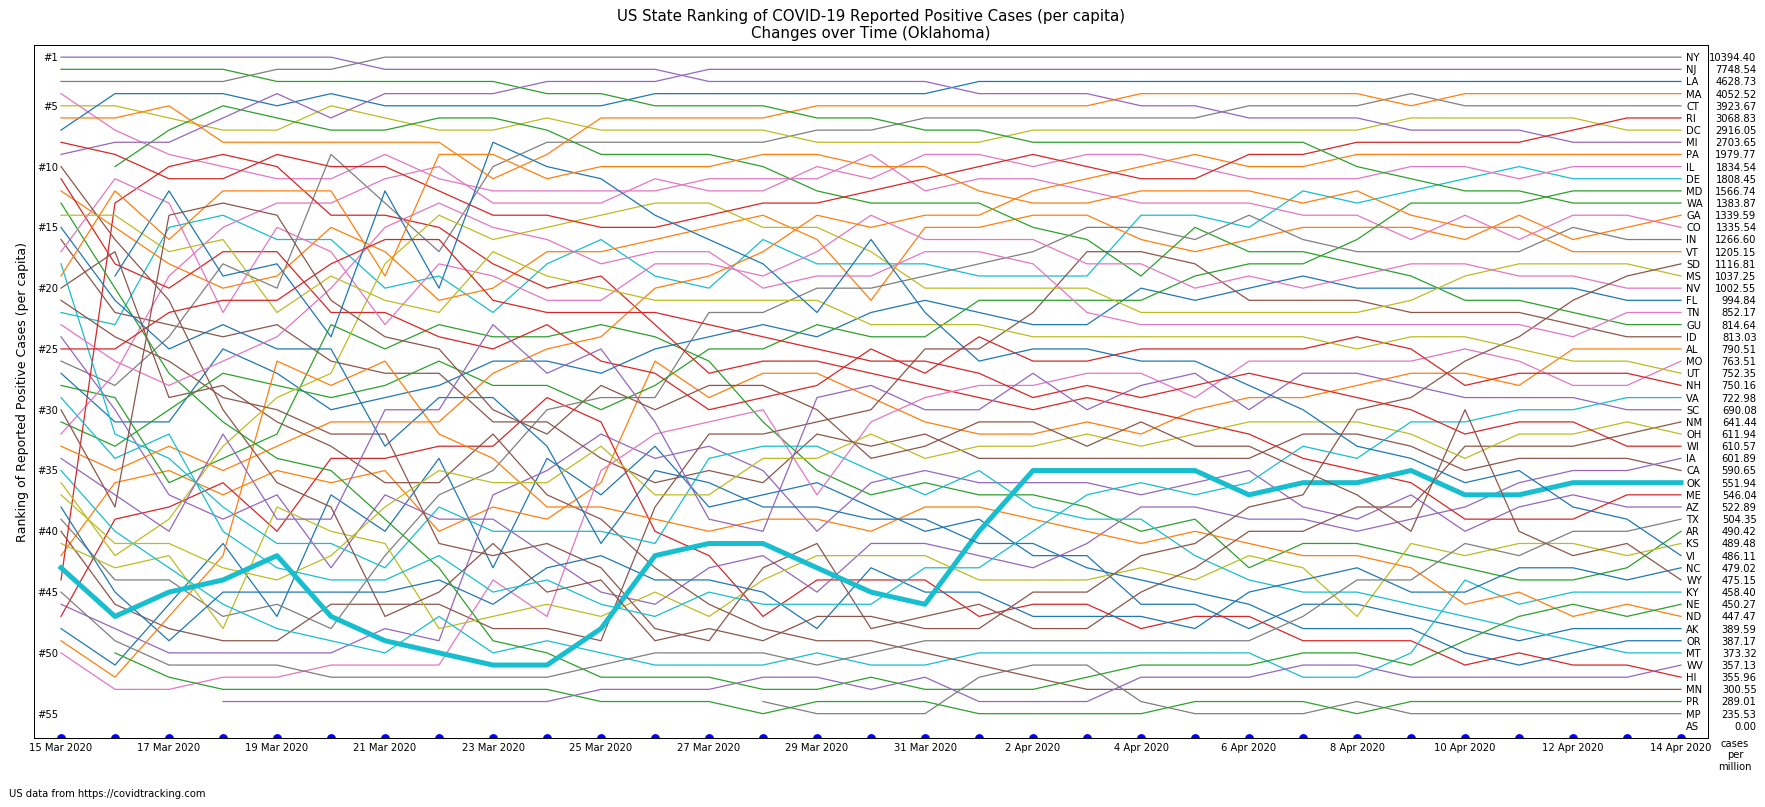 US State Ranking of COVID-19 Reported Positive Cases (per capita)
Changes over Time (Oklahoma)
Ranking of Reported Positive Cases (per capita)
#1
#5
#10
#15
#20
#25
#30
#35
#40
#45
#50
#55
NY 10394.40
NJ 7748.54
LA 4628.73
MA 4052.52
CT 3923.67
RI 3068.83
DC 2916.05
MI 2703.65
PA 1979.77
IL 1834.54
DE 1808.45
MD 1566.74
WA 1383.87
GA 1339.59
CO 1335.54
IN 1266.60
VT 1205.15
SD 1116.81
MS 1037.25
NV 1002.55
FL 994.84
TN 852.17
GU 814.64
ID 813.03
AL 790.51
MO 763.51
UT 752.35
NH 750.16
VA 722.98
SC 690.08
NM 641.44
OH 611.94
WI 610.57
IA 601.89
CA 590.65
OK 551.94
ME 546.04
AZ 522.89
TX 504.35
AR 490.42
KS 489.48
VI 486.11
NC 479.02
WY 475.15
KY 458.40
NE 450.27
ND 447.47
AK 389.59
OR 387.17
MT 373.32
WV 357.13
HI 355.96
MN 300.55
PR 289.01
MP 235.53
AS 0.00
15 Mar 2020 17 Mar 2020 19 Mar 2020 21 Mar 2020 23 Mar 2020 25 Mar 2020 27 Mar 2020 29 Mar 2020 31 Mar 2020 2 Apr 2020 4 Apr 2020 6 Apr 2020 8 Apr 2020 10 Apr 2020 12 Apr 2020 14 Apr 2020
cases
per
million
US data from https://covidtracking.com